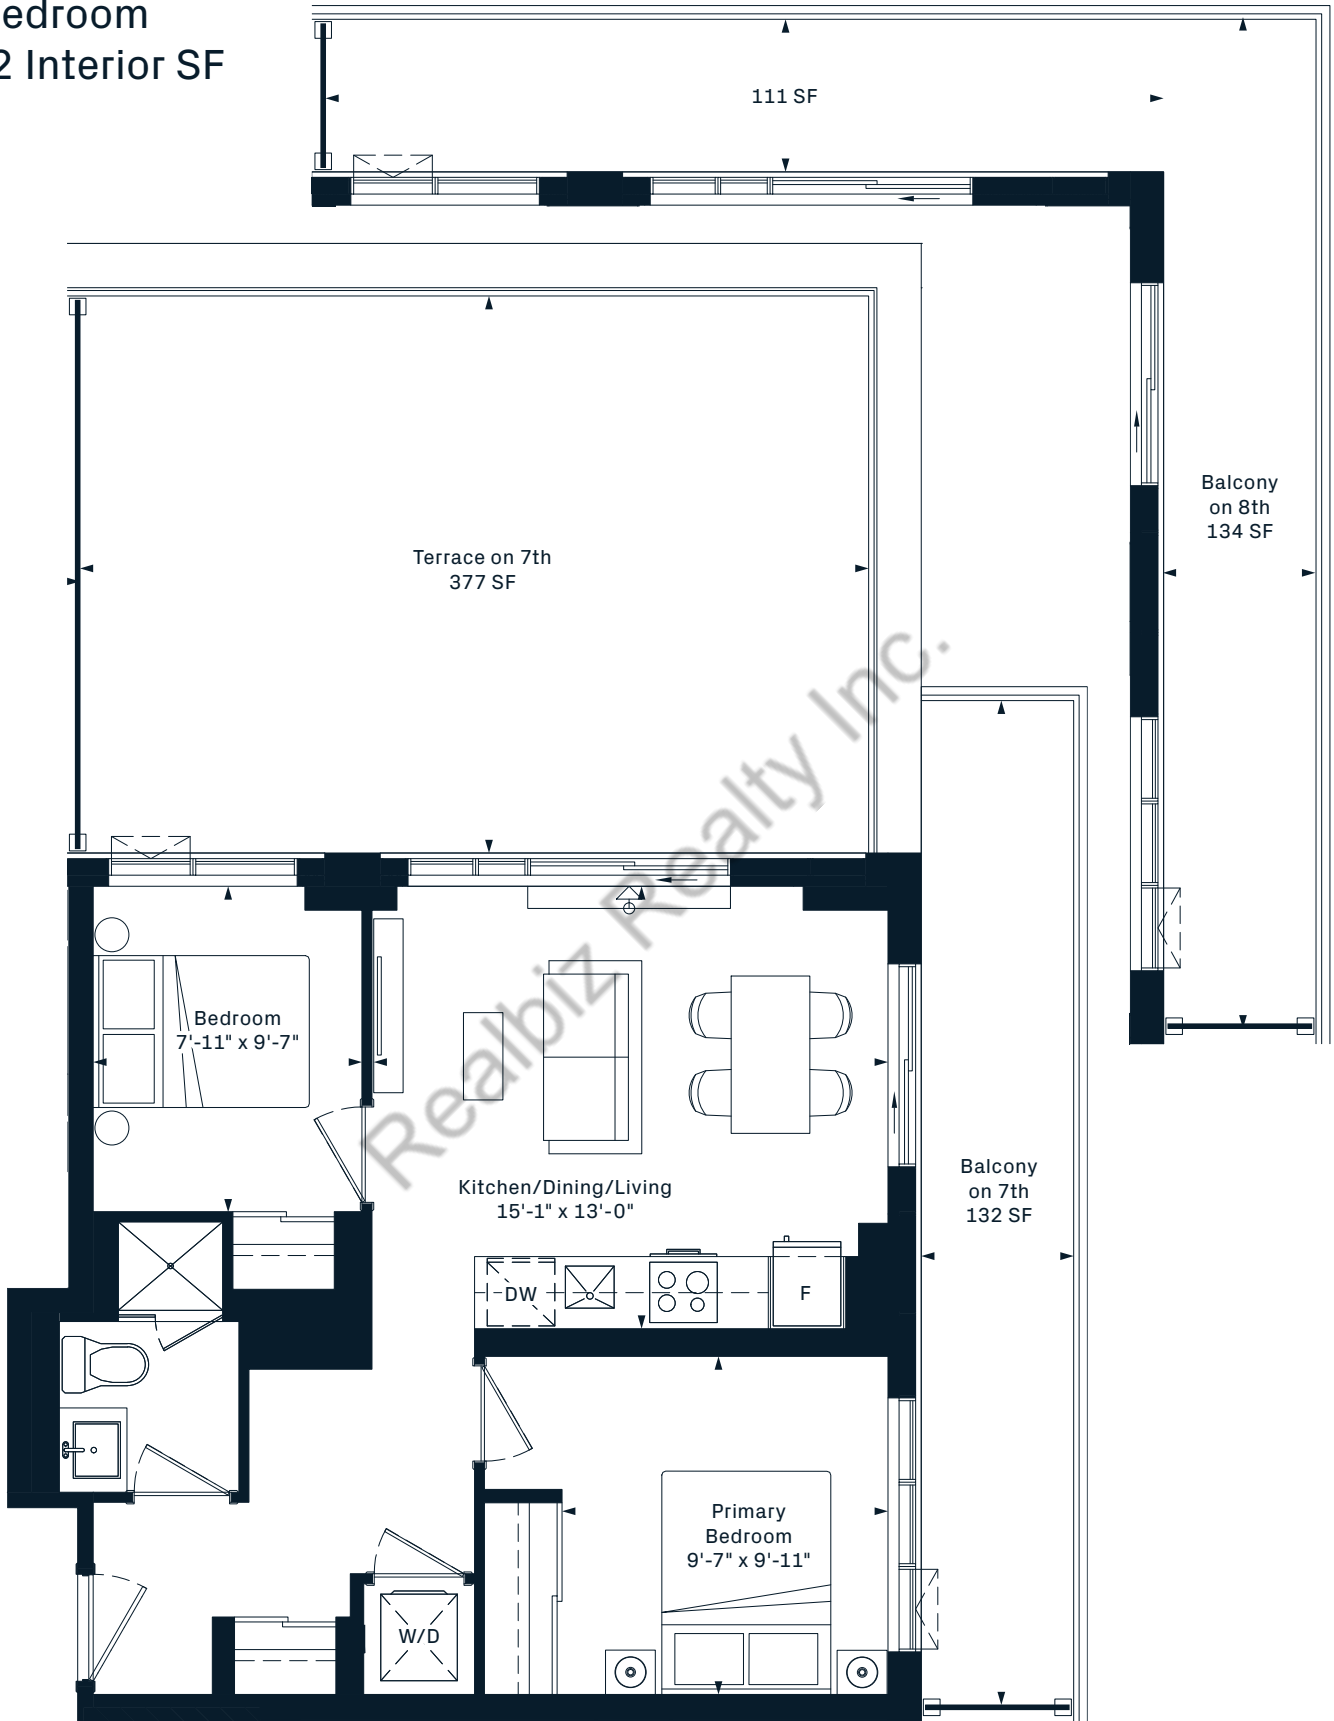 edroom
2 Interior SF
111 SF
Balcony
on 8th
134 SF
Terrace on 7th
377 SF
Realbiz Realty Inc.
Bedroom
7'-11" x 9'-7"
Kitchen/Dining/Living
15'-1" x 13'-0"
Balcony
on 7th
132 SF
DW
F
Primary
Bedroom
9'-7" x 9'-11"
W/D